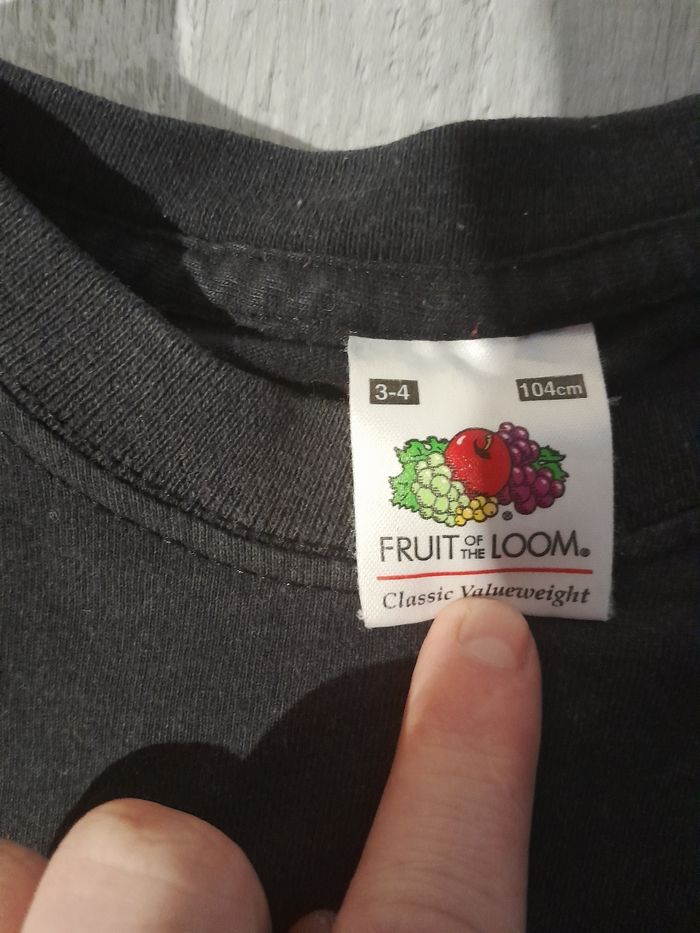 3-4 104cm
FRUIT OF THE LOOM®
Classic Valueweight